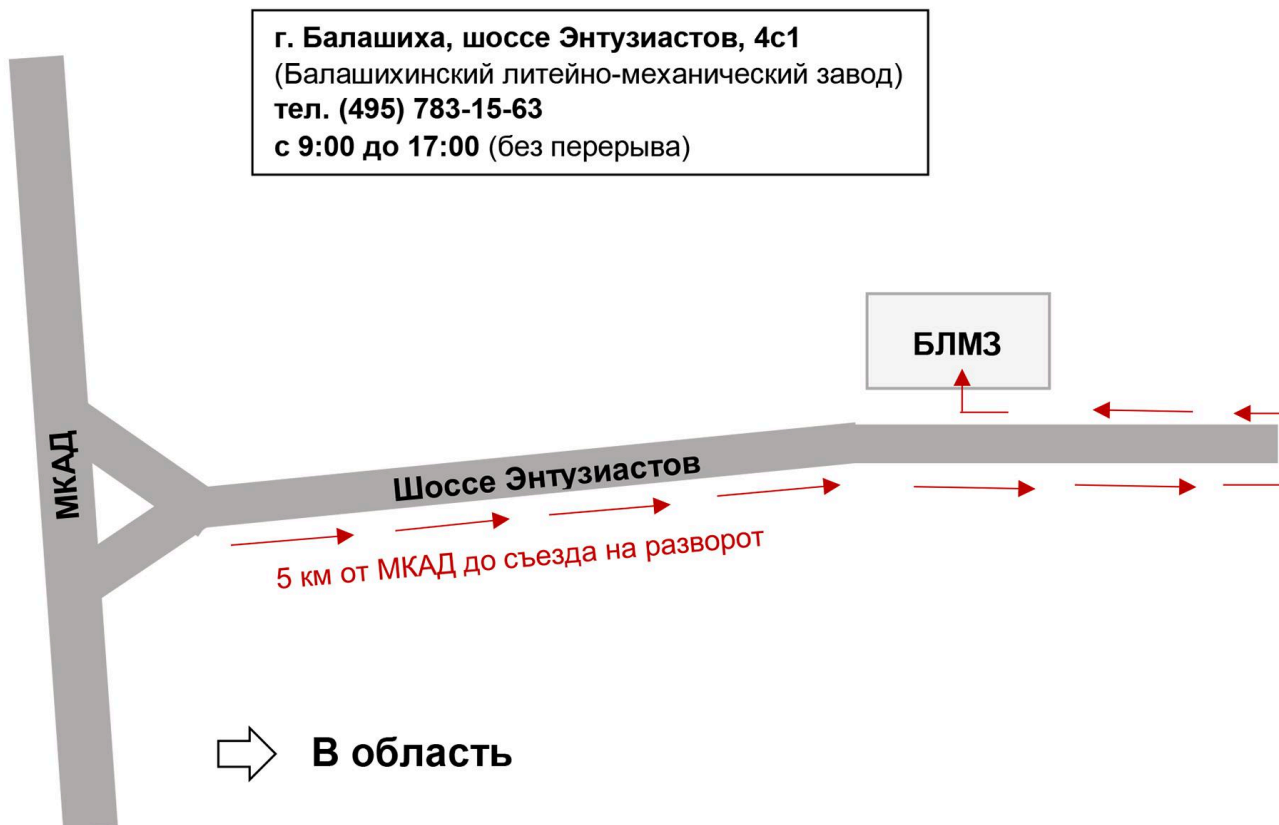 г. Балашиха, шоссе Энтузиастов, 4с1
(Балашихинский литейно-механический завод)
тел. (495) 783-15-63
с 9:00 до 17:00 (без перерыва)
БЛМЗ
МКАД
Шоссе Энтузиастов
5 км от МКАД до съезда на разворот
В область